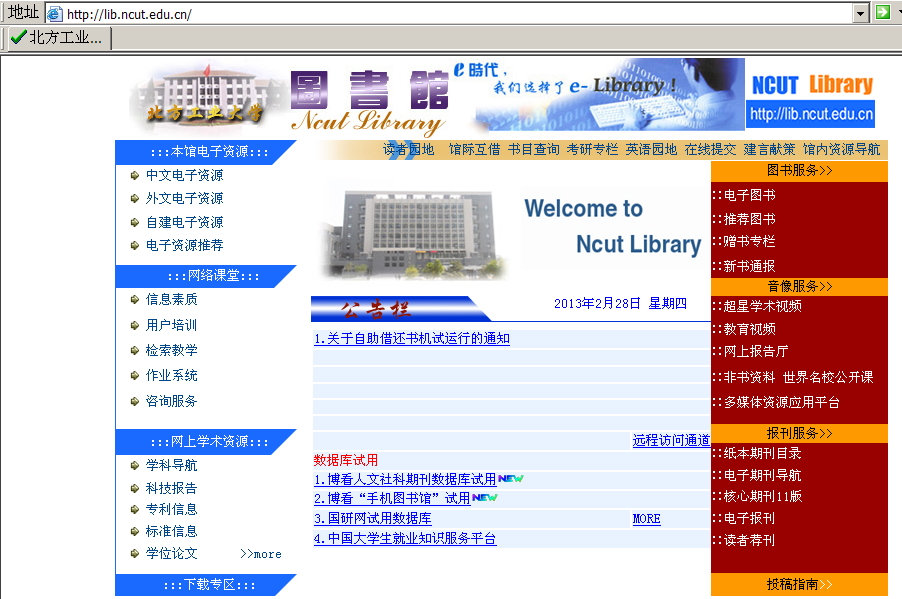 地址 http://lib.ncut.edu.cn/
北方工业...
北方工业大学
圖書館
Ncut Library
e時代，
我们选择了e- Library !
NCUT Library
http://lib.ncut.edu.cn
读者园地 馆际互借 书目查询 考研专栏 英语园地 在线提交 建言献策 馆内资源导航
:::本馆电子资源:::
中文电子资源
外文电子资源
自建电子资源
电子资源推荐
:::网络课堂:::
信息素质
用户培训
检索教学
作业系统
咨询服务
:::网上学术资源:::
学科导航
科技报告
专利信息
标准信息
学位论文 >>more
:::下载专区:::
Welcome to
Ncut Library
公告栏
2013年2月28日 星期四
1.关于自助借还书机试运行的通知
远程访问通道
数据库试用
1.博看人文社科期刊数据库试用NEW
2.博看“手机图书馆”试用NEW
3.国研网试用数据库
MORE
4.中国大学生就业知识服务平台
图书服务>>
::电子图书
::推荐图书
::赠书专栏
::新书通报
音像服务>>
::超星学术视频
::教育视频
::网上报告厅
::非书资料 世界名校公开课
::多媒体资源应用平台
报刊服务>>
::纸本期刊目录
::电子期刊导航
::核心期刊11版
::电子报刊
::读者荐刊
投稿指南>>